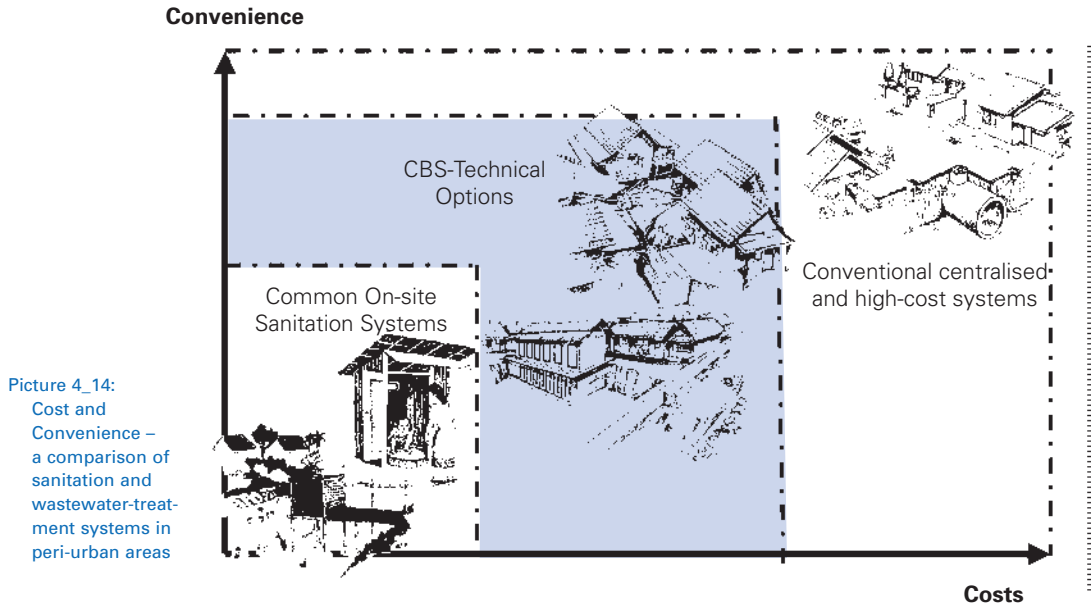 Convenience
CBS-Technical
Options
Conventional centralised
and high-cost systems
Common On-site
Sanitation Systems
Picture 4_14:
Cost and
Convenience –
a comparison of
sanitation and
wastewater-treat-
ment systems in
peri-urban areas
Costs